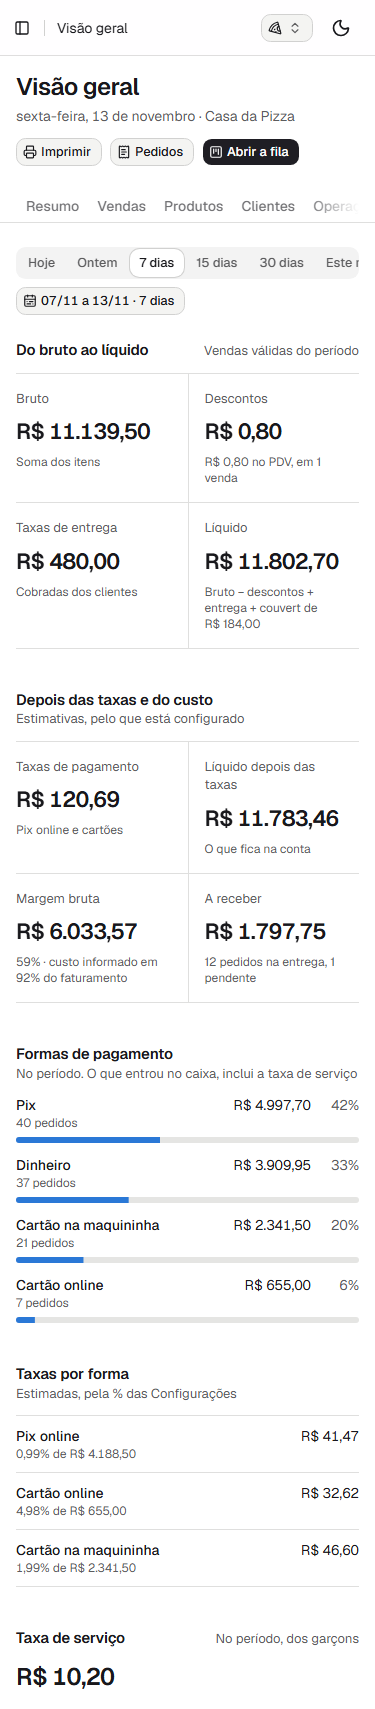 Visão geral
Visão geral
sexta-feira, 13 de novembro · Casa da Pizza
Imprimir
Pedidos
Abrir a fila
Resumo Vendas Produtos Clientes
Hoje Ontem 7 dias 15 dias 30 dias Este
07/11 a 13/11 · 7 dias
Do bruto ao líquido
Vendas válidas do período
Bruto
R$ 11.139,50
Soma dos itens
Descontos
R$ 0,80
R$ 0,80 no PDV, em 1
venda
Taxas de entrega
R$ 480,00
Cobradas dos clientes
Líquido
R$ 11.802,70
Bruto − descontos +
entrega + couvert de
R$ 184,00
Depois das taxas e do custo
Estimativas, pelo que está configurado
Taxas de pagamento
R$ 120,69
Pix online e cartões
Líquido depois das
taxas
R$ 11.783,46
O que fica na conta
Margem bruta
R$ 6.033,57
59% · custo informado em
92% do faturamento
A receber
R$ 1.797,75
12 pedidos na entrega, 1
pendente
Formas de pagamento
No período. O que entrou no caixa, inclui a taxa de serviço
Pix R$ 4.997,70 42%
40 pedidos
Dinheiro R$ 3.909,95 33%
37 pedidos
Cartão na maquininha R$ 2.341,50 20%
21 pedidos
Cartão online R$ 655,00 6%
7 pedidos
Taxas por forma
Estimadas, pela % das Configurações
Pix online R$ 41,47
0,99% de R$ 4.188,50
Cartão online R$ 32,62
4,98% de R$ 655,00
Cartão na maquininha R$ 46,60
1,99% de R$ 2.341,50
Taxa de serviço
No período, dos garçons
R$ 10,20